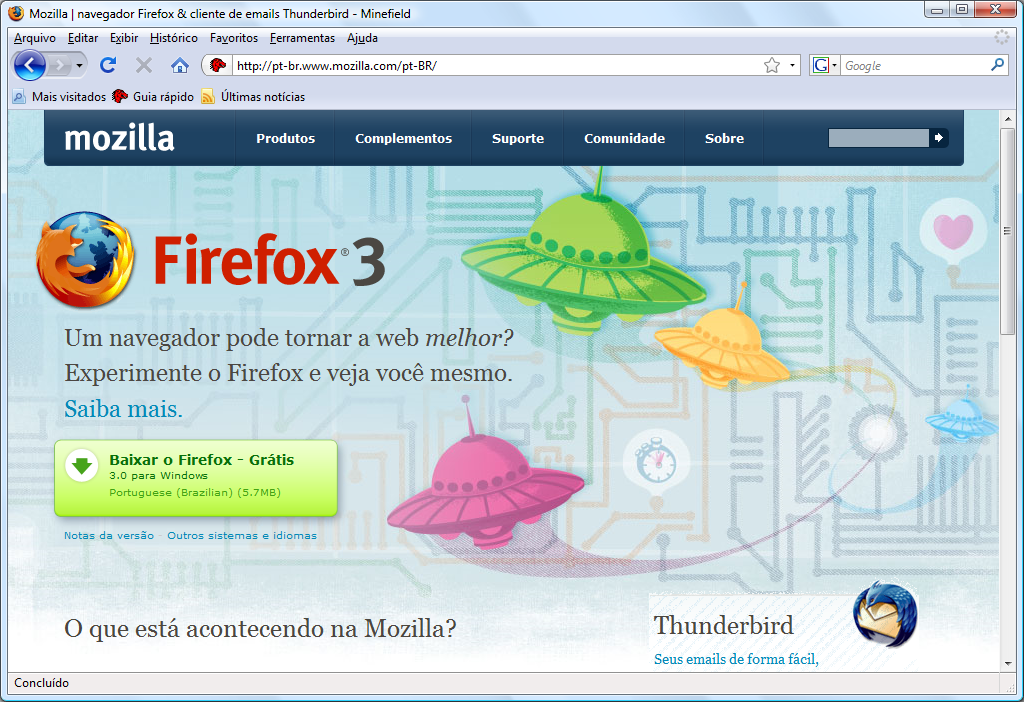 Mozilla | navegador Firefox & cliente de emails Thunderbird - Minefield
Arquivo Editar Exibir Histórico Favoritos Ferramentas Ajuda
http://pt-br.www.mozilla.com/pt-BR/
G Google
Mais visitados Guia rápido Últimas notícias
mozilla Produtos Complementos Suporte Comunidade Sobre
Firefox® 3
Um navegador pode tornar a web melhor?
Experimente o Firefox e veja você mesmo.
Saiba mais.
Baixar o Firefox - Grátis
3.0 para Windows
Portuguese (Brazilian) (5.7MB)
Notas da versão · Outros sistemas e idiomas
O que está acontecendo na Mozilla?
Thunderbird
Seus emails de forma fácil,
Concluído